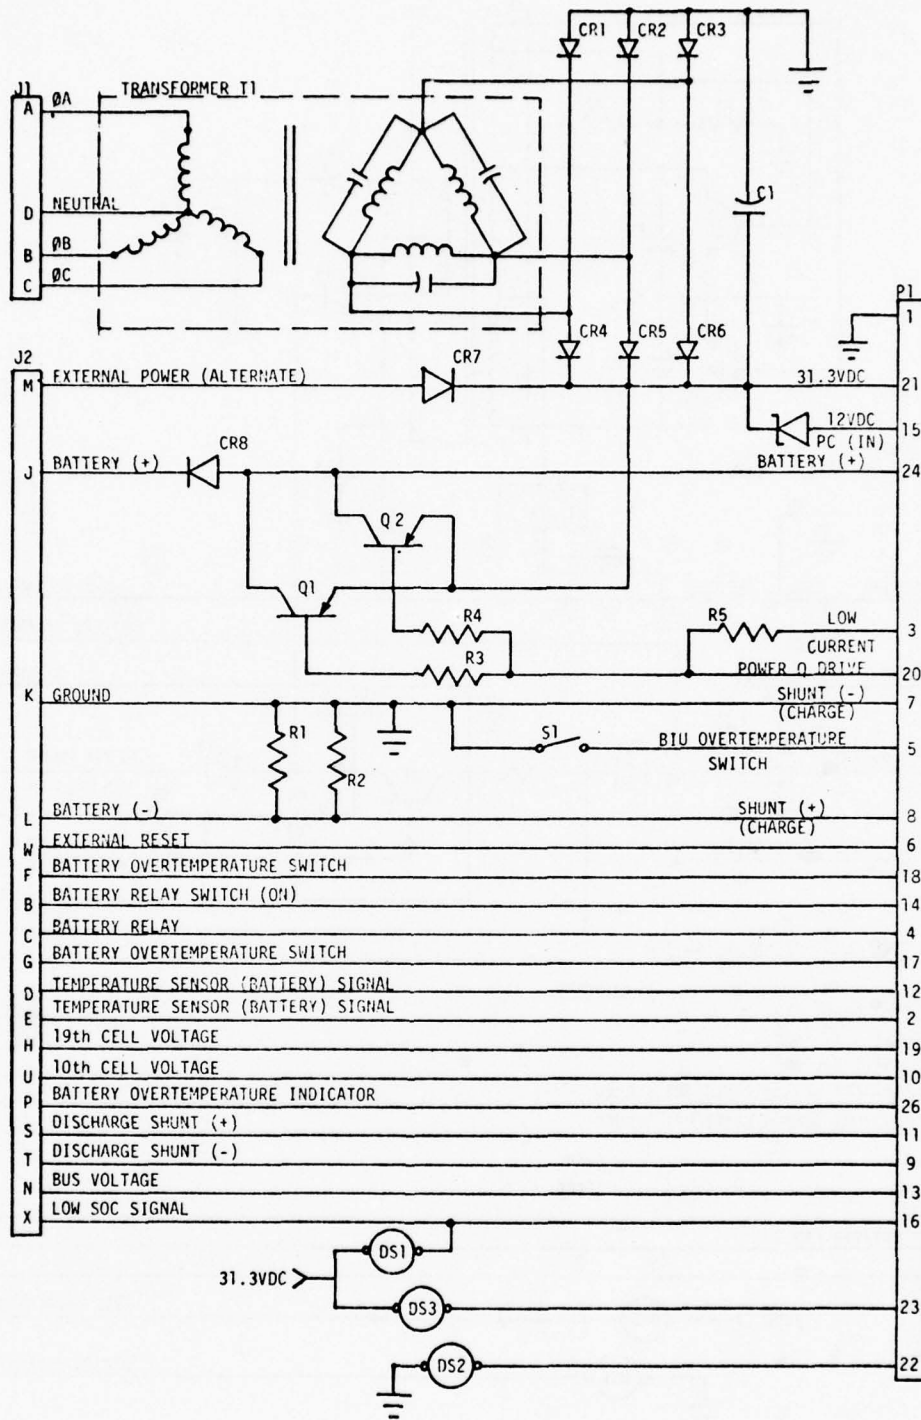 CR1 CR2 CR3
J1
TRANSFORMER T1
A ØA
C1
D NEUTRAL
B ØB
C ØC
P1
1
CR4 CR5 CR6
J2
CR7
M EXTERNAL POWER (ALTERNATE) 31.3VDC 21
12VDC 15
PC (IN)
CR8
J BATTERY (+) BATTERY (+) 24
Q2
Q1
R4 R5 LOW 3
CURRENT
R3 POWER Q DRIVE 20
K GROUND SHUNT (-) 7
(CHARGE)
R1 S1 BIU OVERTEMPERATURE 5
SWITCH
R2
L BATTERY (-) SHUNT (+) 8
(CHARGE)
W EXTERNAL RESET 6
F BATTERY OVERTEMPERATURE SWITCH 18
B BATTERY RELAY SWITCH (ON) 14
C BATTERY RELAY 4
G BATTERY OVERTEMPERATURE SWITCH 17
D TEMPERATURE SENSOR (BATTERY) SIGNAL 12
E TEMPERATURE SENSOR (BATTERY) SIGNAL 2
H 19th CELL VOLTAGE 19
U 10th CELL VOLTAGE 10
P BATTERY OVERTEMPERATURE INDICATOR 26
S DISCHARGE SHUNT (+) 11
T DISCHARGE SHUNT (-) 9
N BUS VOLTAGE 13
X LOW SOC SIGNAL 16
DS1
31.3VDC
DS3 23
DS2 22